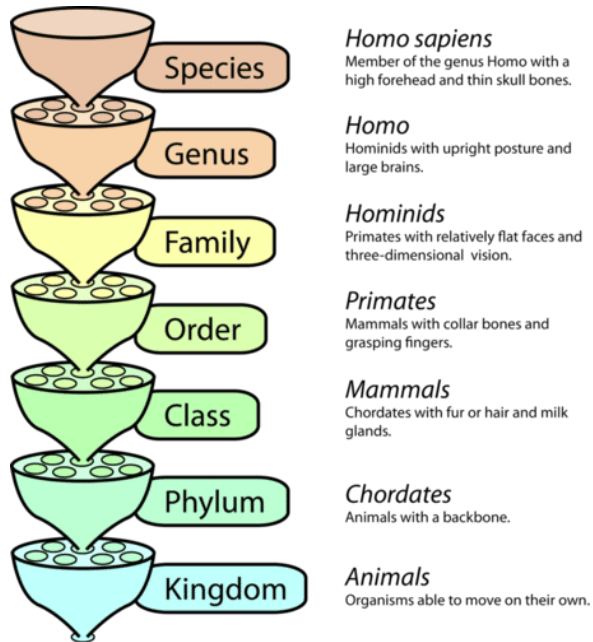 Species
Homo sapiens
Member of the genus Homo with a
high forehead and thin skull bones.
Genus
Homo
Hominids with upright posture and
large brains.
Family
Hominids
Primates with relatively flat faces and
three-dimensional vision.
Order
Primates
Mammals with collar bones and
grasping fingers.
Class
Mammals
Chordates with fur or hair and milk
glands.
Phylum
Chordates
Animals with a backbone.
Kingdom
Animals
Organisms able to move on their own.